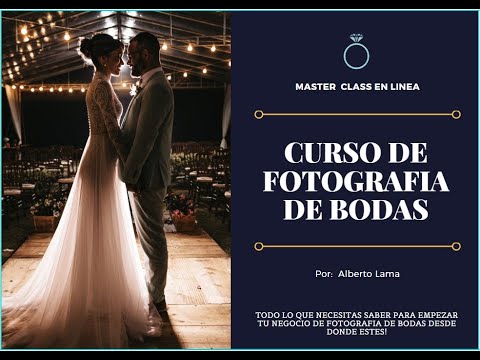 MASTER CLASS EN LINEA
CURSO DE
FOTOGRAFIA
DE BODAS
Por: Alberto Lama
TODO LO QUE NECESITAS SABER PARA EMPEZAR
TU NEGOCIO DE FOTOGRAFIA DE BODAS DESDE
DONDE ESTES!